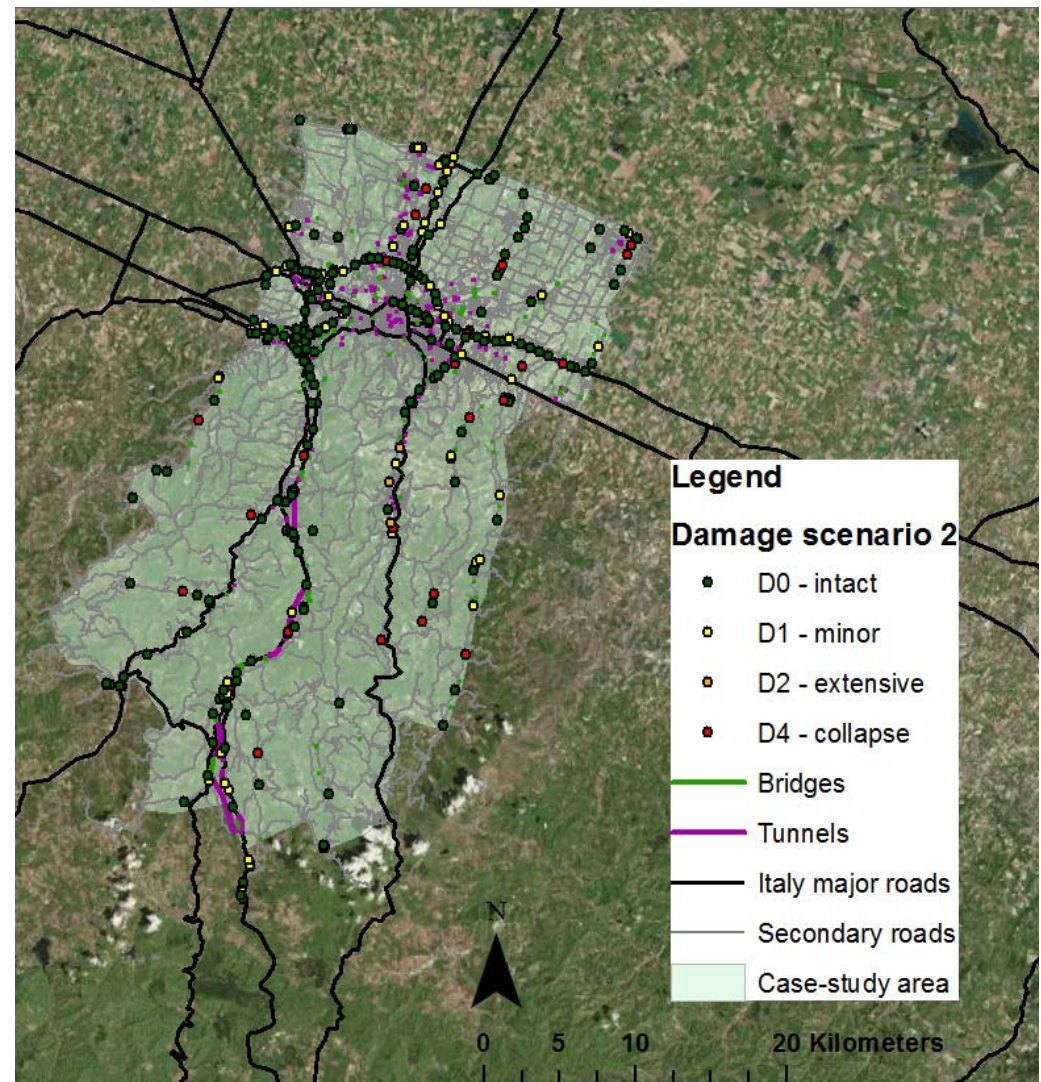 Legend
Damage scenario 2
D0 - intact
D1 - minor
D2 - extensive
D4 - collapse
Bridges
Tunnels
Italy major roads
Secondary roads
Case-study area
N
0 5 10 20 Kilometers